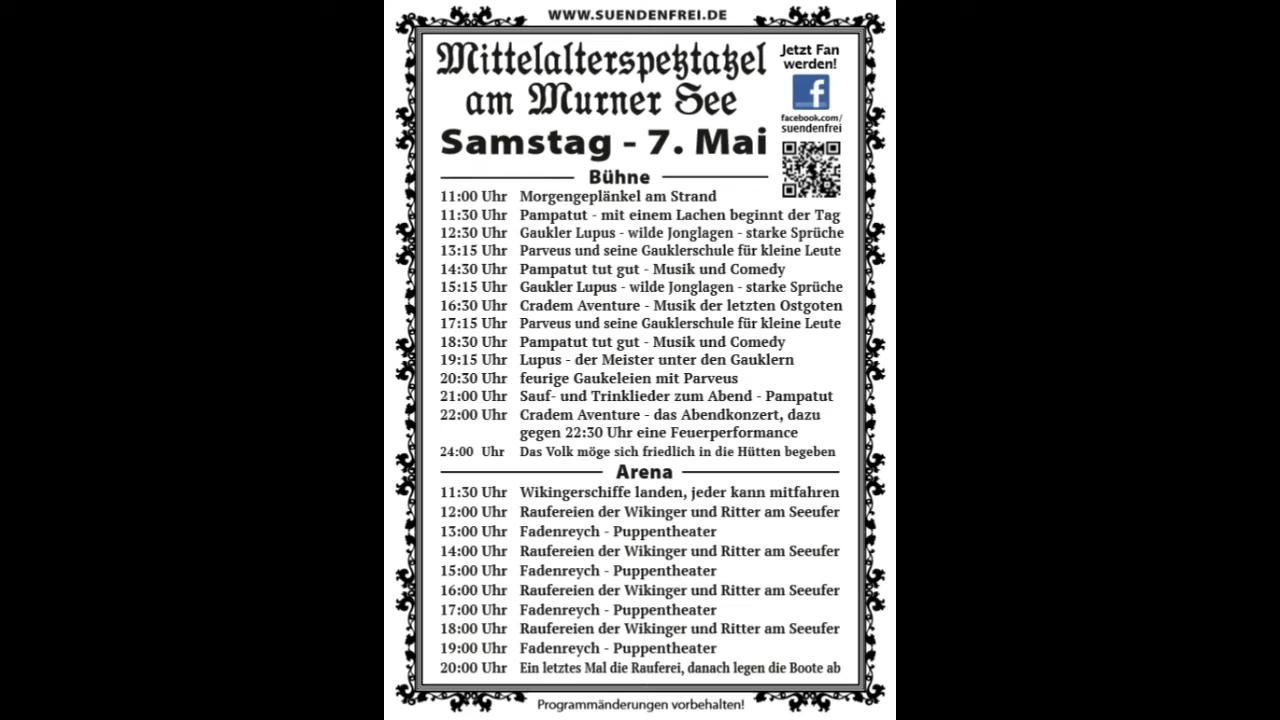 WWW.SUENDENFREI.DE
Mittelalterspektakel
am Murner See
Samstag - 7. Mai
Jetzt Fan
werden!
f
facebook.com/
suendenfrei
Bühne
11:00 Uhr Morgengeplänkel am Strand
11:30 Uhr Pampatut - mit einem Lachen beginnt der Tag
12:30 Uhr Gaukler Lupus - wilde Jonglagen - starke Sprüche
13:15 Uhr Parveus und seine Gauklerschule für kleine Leute
14:30 Uhr Pampatut tut gut - Musik und Comedy
15:15 Uhr Gaukler Lupus - wilde Jonglagen - starke Sprüche
16:30 Uhr Cradem Aventure - Musik der letzten Ostgoten
17:15 Uhr Parveus und seine Gauklerschule für kleine Leute
18:30 Uhr Pampatut tut gut - Musik und Comedy
19:15 Uhr Lupus - der Meister unter den Gauklern
20:30 Uhr feurige Gaukeleien mit Parveus
21:00 Uhr Sauf- und Trinklieder zum Abend - Pampatut
22:00 Uhr Cradem Aventure - das Abendkonzert, dazu
gegen 22:30 Uhr eine Feuerperformance
24:00 Uhr Das Volk möge sich friedlich in die Hütten begeben
Arena
11:30 Uhr Wikingerschiffe landen, jeder kann mitfahren
12:00 Uhr Raufereien der Wikinger und Ritter am Seeufer
13:00 Uhr Fadenreych - Puppentheater
14:00 Uhr Raufereien der Wikinger und Ritter am Seeufer
15:00 Uhr Fadenreych - Puppentheater
16:00 Uhr Raufereien der Wikinger und Ritter am Seeufer
17:00 Uhr Fadenreych - Puppentheater
18:00 Uhr Raufereien der Wikinger und Ritter am Seeufer
19:00 Uhr Fadenreych - Puppentheater
20:00 Uhr Ein letztes Mal die Rauferei, danach legen die Boote ab
Programmänderungen vorbehalten!